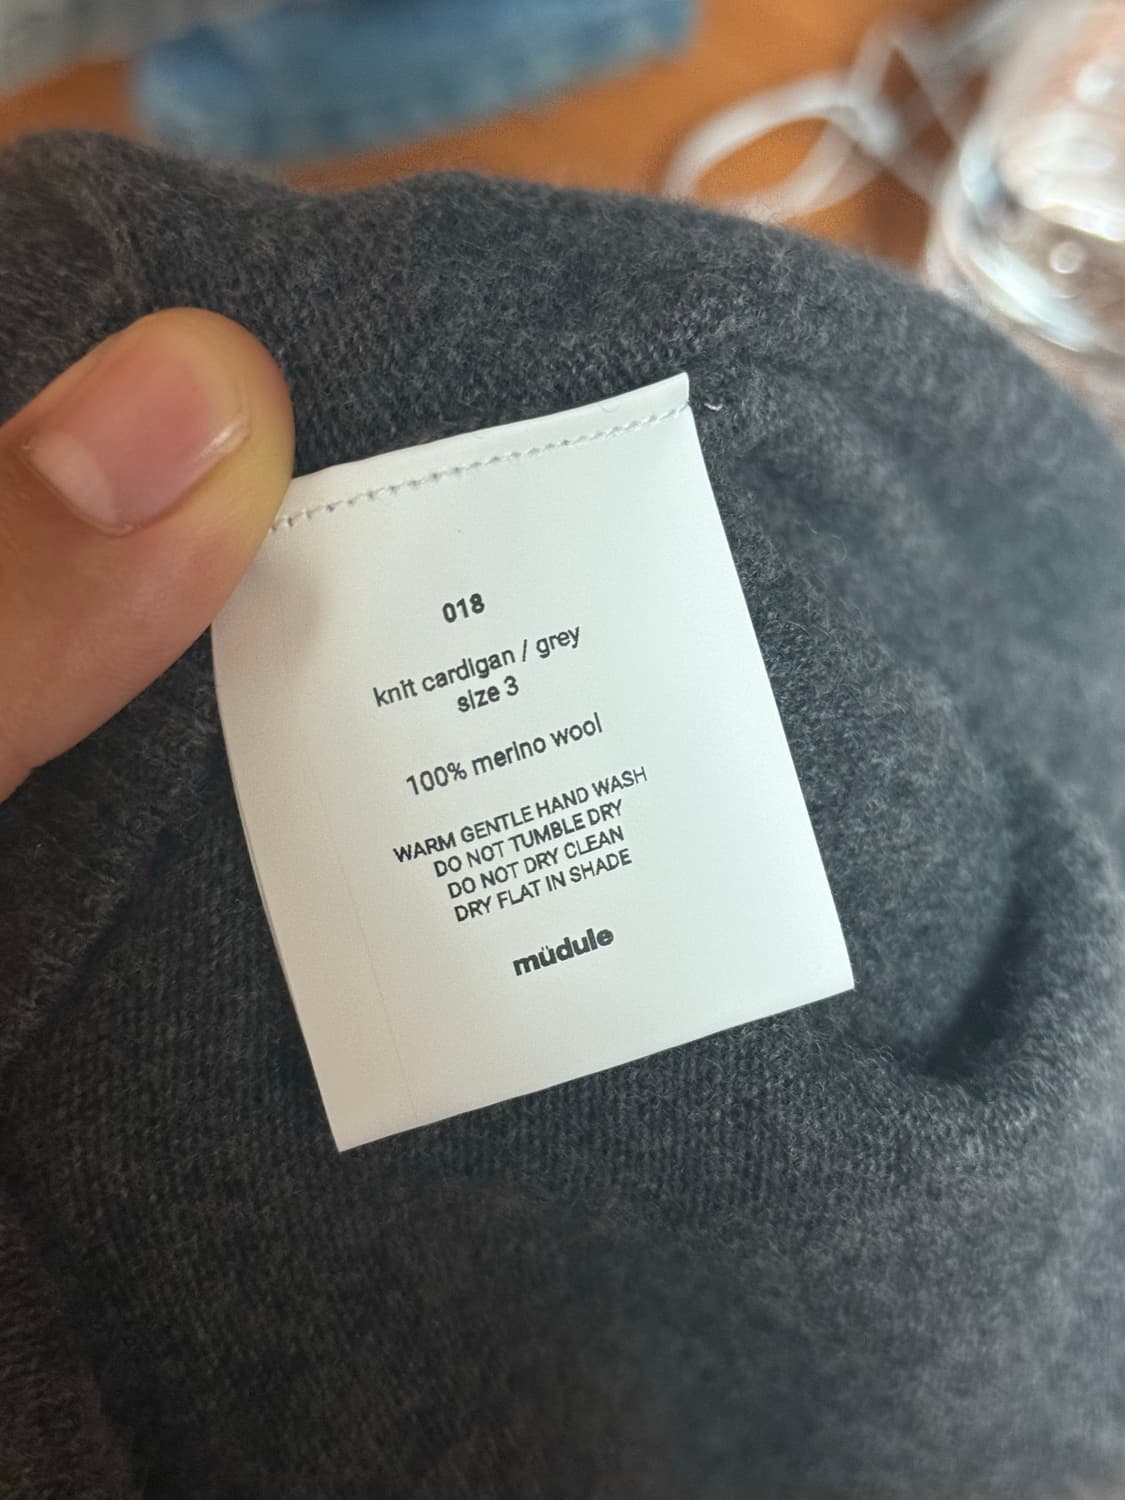 018
knit cardigan / grey
size 3
100% merino wool
WARM GENTLE HAND WASH
DO NOT TUMBLE DRY
DO NOT DRY CLEAN
DRY FLAT IN SHADE
müdule